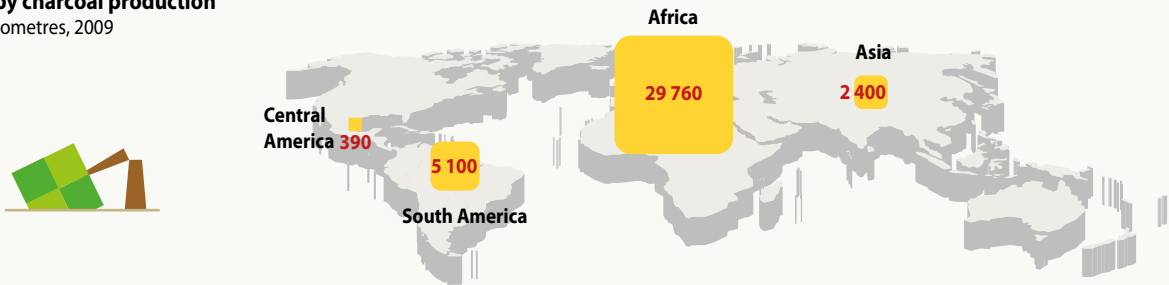 by charcoal production
ometres, 2009
Africa
Asia
29 760
2 400
Central
America 390
5 100
South America